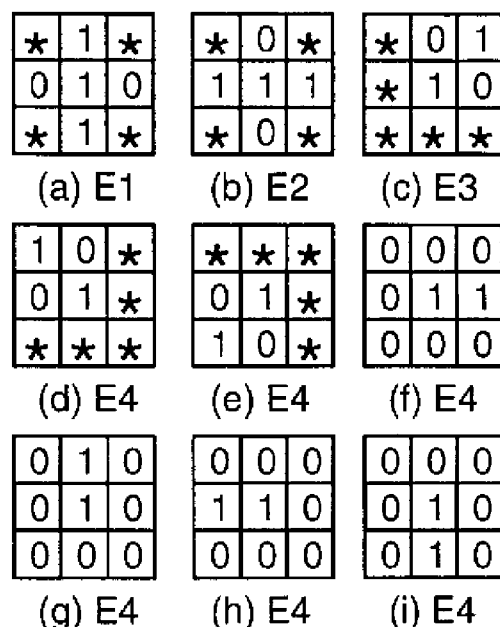 * 1 * * 0 * * 0 1
0 1 0 1 1 1 * 1 0
* 1 * * 0 * * * *
(a) E1 (b) E2 (c) E3
1 0 * * * * 0 0 0
0 1 * 0 1 * 0 1 1
* * * 1 0 * 0 0 0
(d) E4 (e) E4 (f) E4
0 1 0 0 0 0 0 0 0
0 1 0 1 1 0 0 1 0
0 0 0 0 0 0 0 1 0
(g) E4 (h) E4 (i) E4